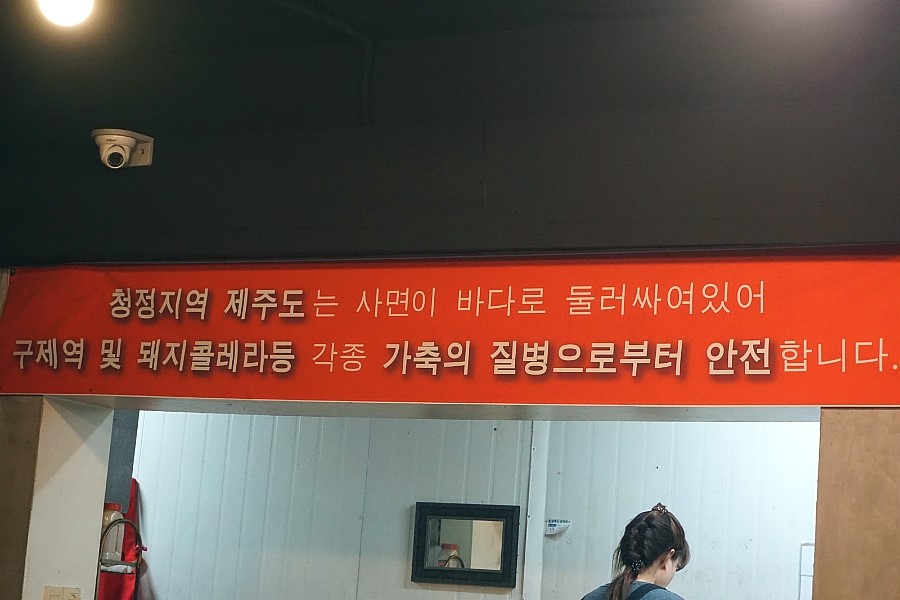 청정지역 제주도는 사면이 바다로 둘러싸여있어
구제역 및 돼지콜레라등 각종 가축의 질병으로부터 안전합니다.